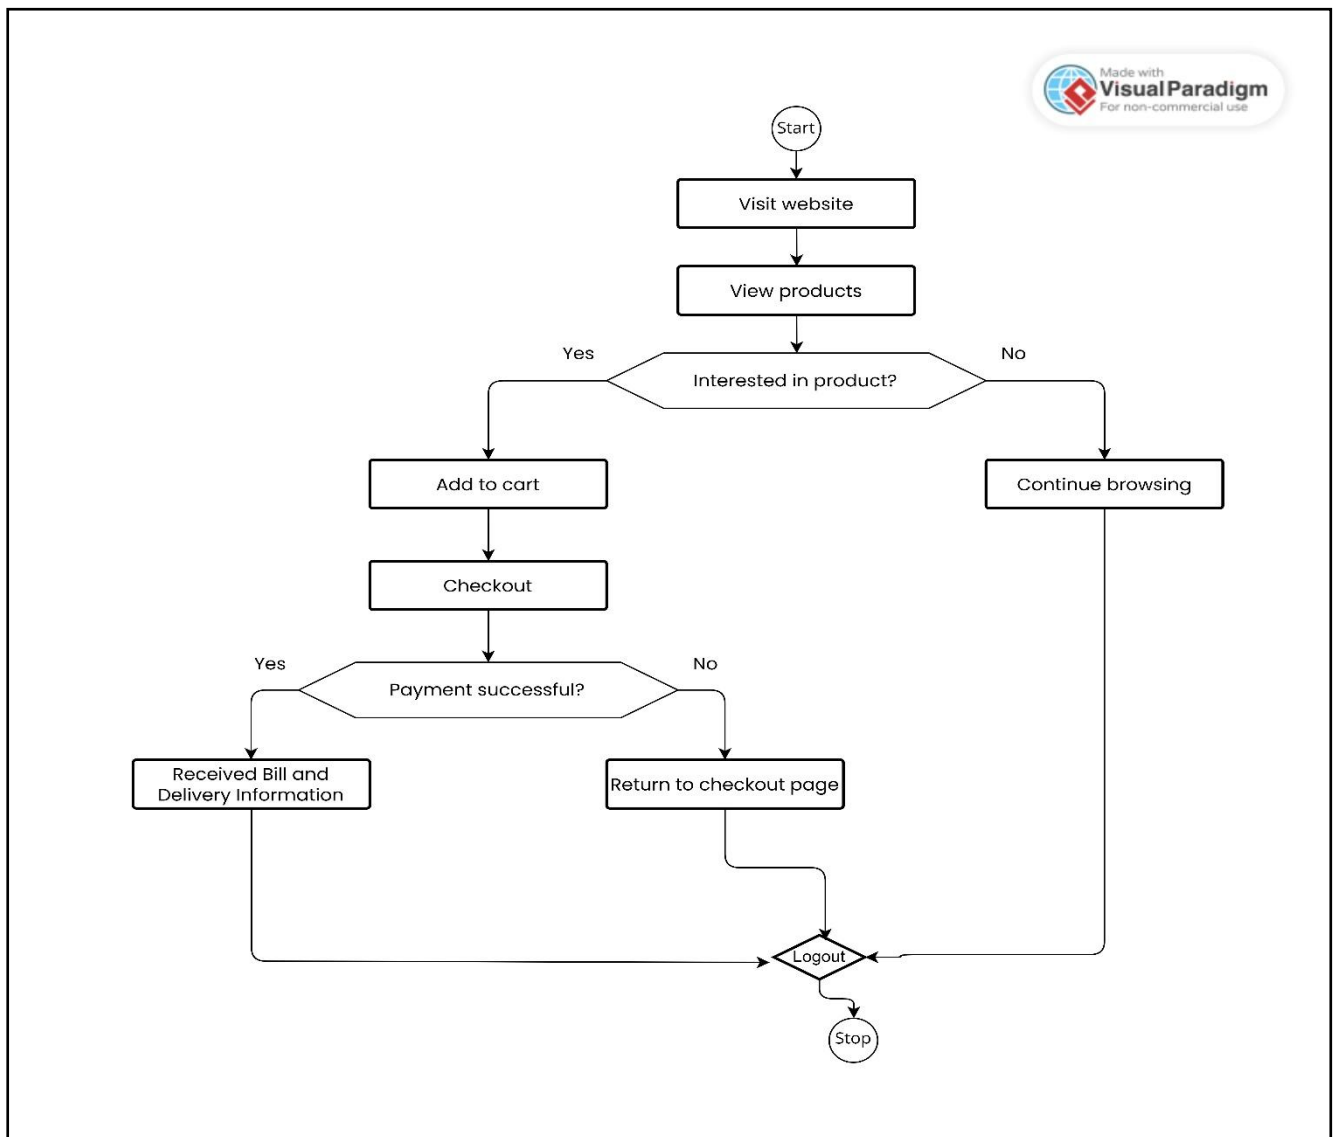 Made with
Visual Paradigm
For non-commercial use
Start
Visit website
View products
Yes
No
Interested in product?
Add to cart
Continue browsing
Checkout
Yes
No
Payment successful?
Received Bill and
Delivery Information
Return to checkout page
Logout
Stop